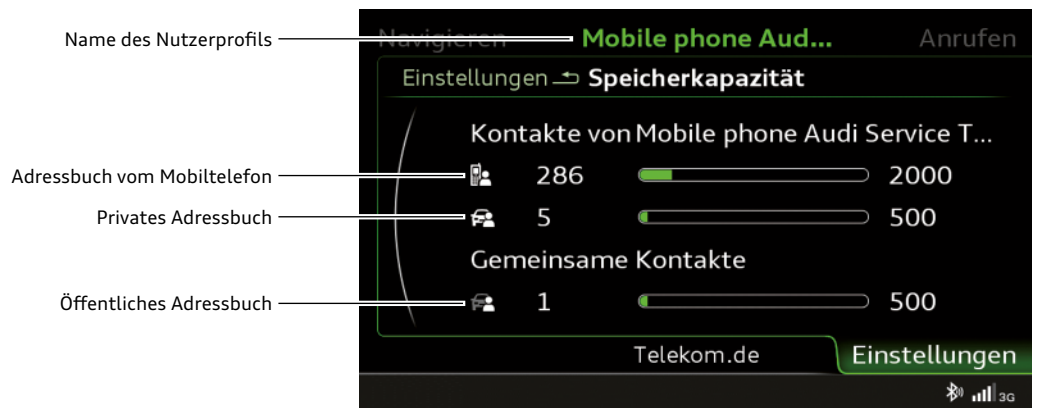 Name des Nutzerprofils
Navigieren Mobile phone Aud... Anrufen
Einstellungen Speicherkapazität
Kontakte von Mobile phone Audi Service T...
Adressbuch vom Mobiltelefon 286 2000
Privates Adressbuch 5 500
Gemeinsame Kontakte
Öffentliches Adressbuch 1 500
Telekom.de Einstellungen
3G